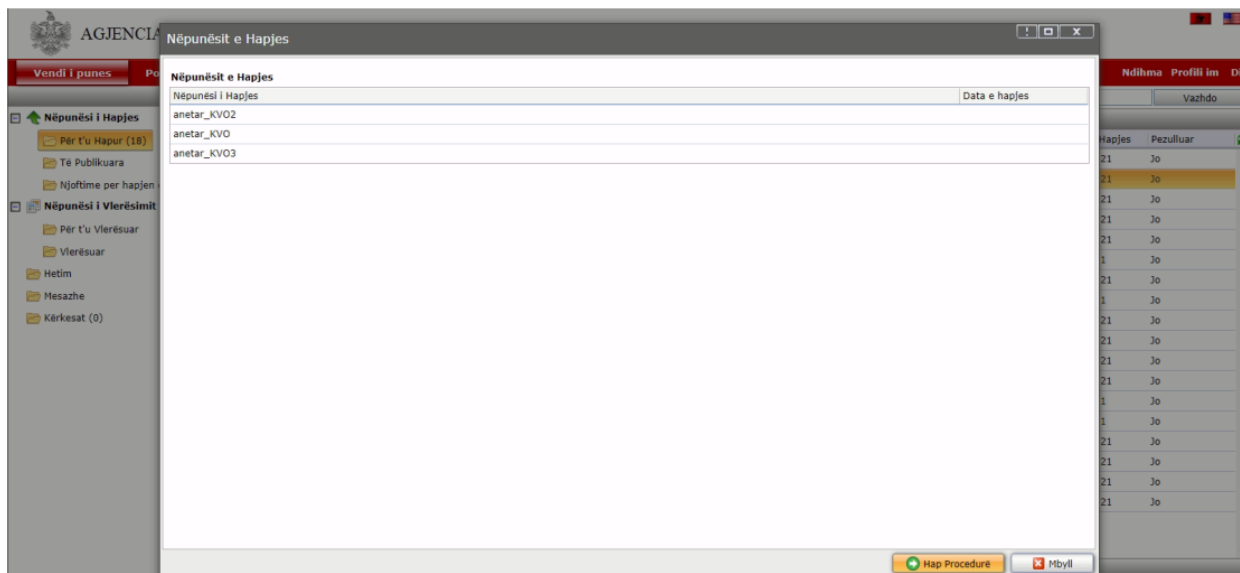 AGJENCIA
Nëpunësit e Hapjes
Vendi i punes
Ndihma Profili im
Nëpunësit e Hapjes
Nëpunësi i Hapjes Data e hapjes
anetar_KVO2
anetar_KVO
anetar_KVO3
Vazhdo
Nëpunësi i Hapjes
Për t'u Hapur (18)
Të Publikuara
Njoftime per hapjen
Nëpunësi i Vlerësimit
Për t'u Vlerësuar
Vlerësuar
Hetim
Mesazhe
Kërkesat (0)
Hapjes Pezulluar
21 Jo
21 Jo
21 Jo
21 Jo
21 Jo
1 Jo
21 Jo
1 Jo
21 Jo
21 Jo
21 Jo
21 Jo
1 Jo
1 Jo
21 Jo
21 Jo
21 Jo
21 Jo
Hap Procedurë Mbyll